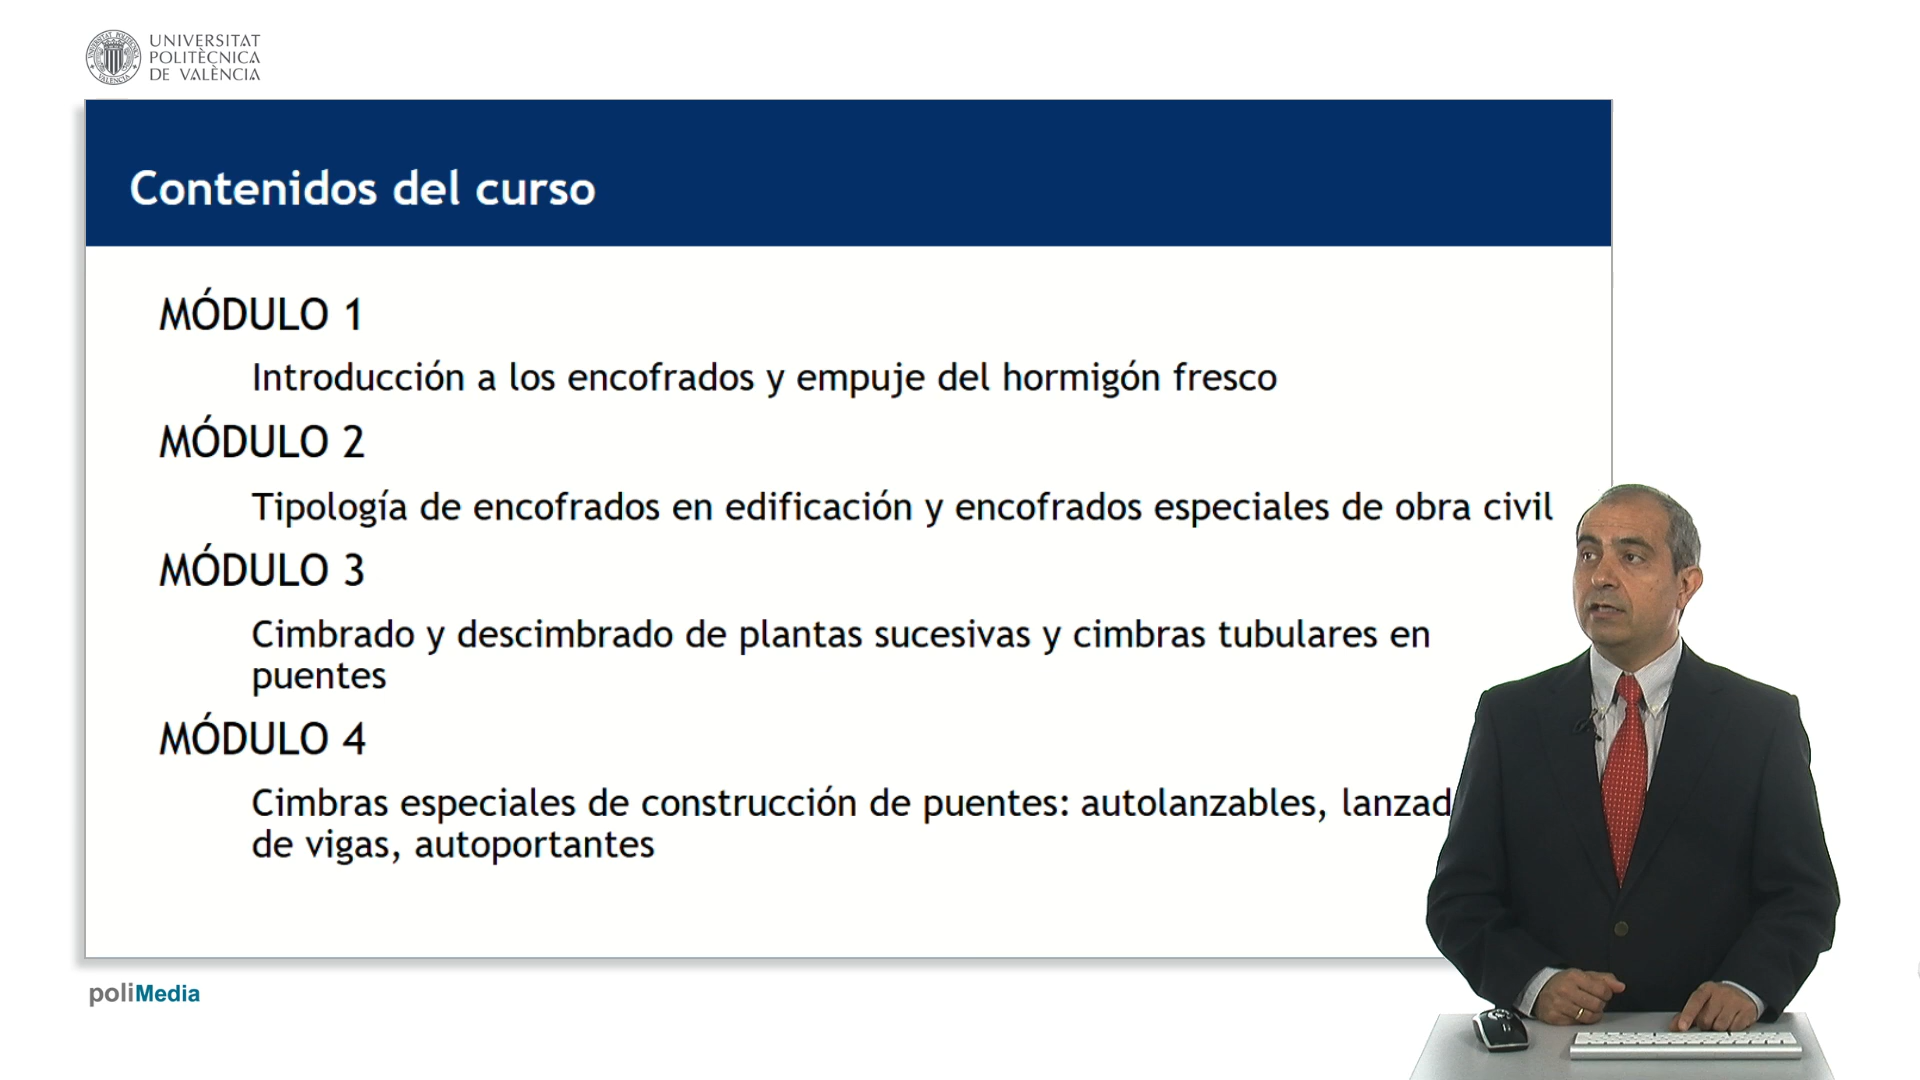 UNIVERSITAT
POLITÈCNICA
DE VALÈNCIA
Contenidos del curso
MÓDULO 1
Introducción a los encofrados y empuje del hormigón fresco
MÓDULO 2
Tipología de encofrados en edificación y encofrados especiales de obra civil
MÓDULO 3
Cimbrado y descimbrado de plantas sucesivas y cimbras tubulares en
puentes
MÓDULO 4
Cimbras especiales de construcción de puentes: autolanzables,
de vigas, autoportantes
poliMedia